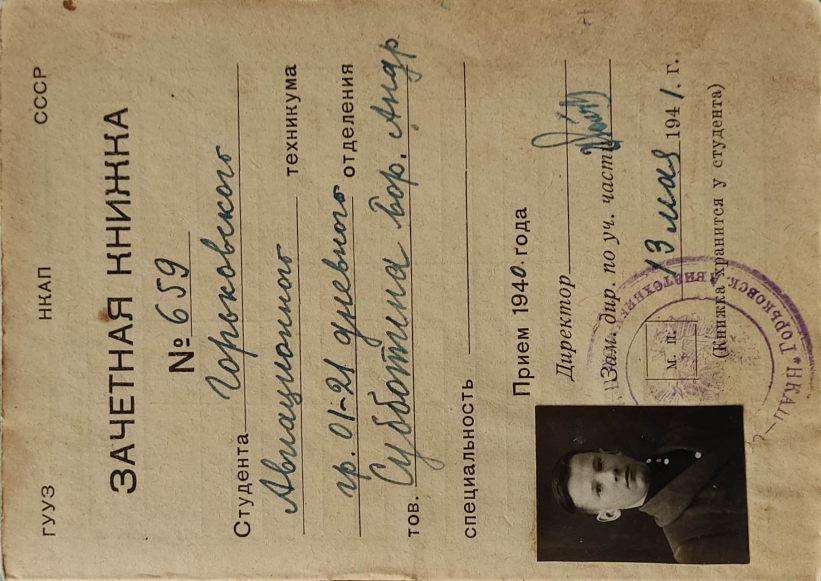 ГУУЗ НКАП СССР
ЗАЧЕТНАЯ КНИЖКА
№ 659
Студента Горьковского
Авиационного техникума
гр. 01-21 дневного отделения
тов. Субботина Бор. Андр.
специальность
Прием 1940 года
Директор
Зам. дир. по уч. части
М. П. 13 мая 1941. г.
(Книжка хранится у студента)
НКАП
ГОРЬКОВСК. АВИАТЕХНИК